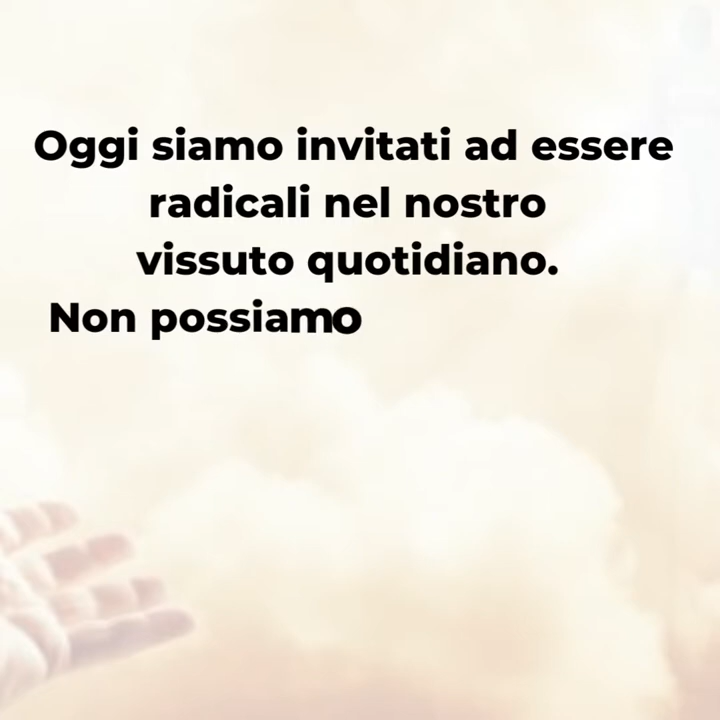 Oggi siamo invitati ad essere
radicali nel nostro
vissuto quotidiano.
Non possiamo